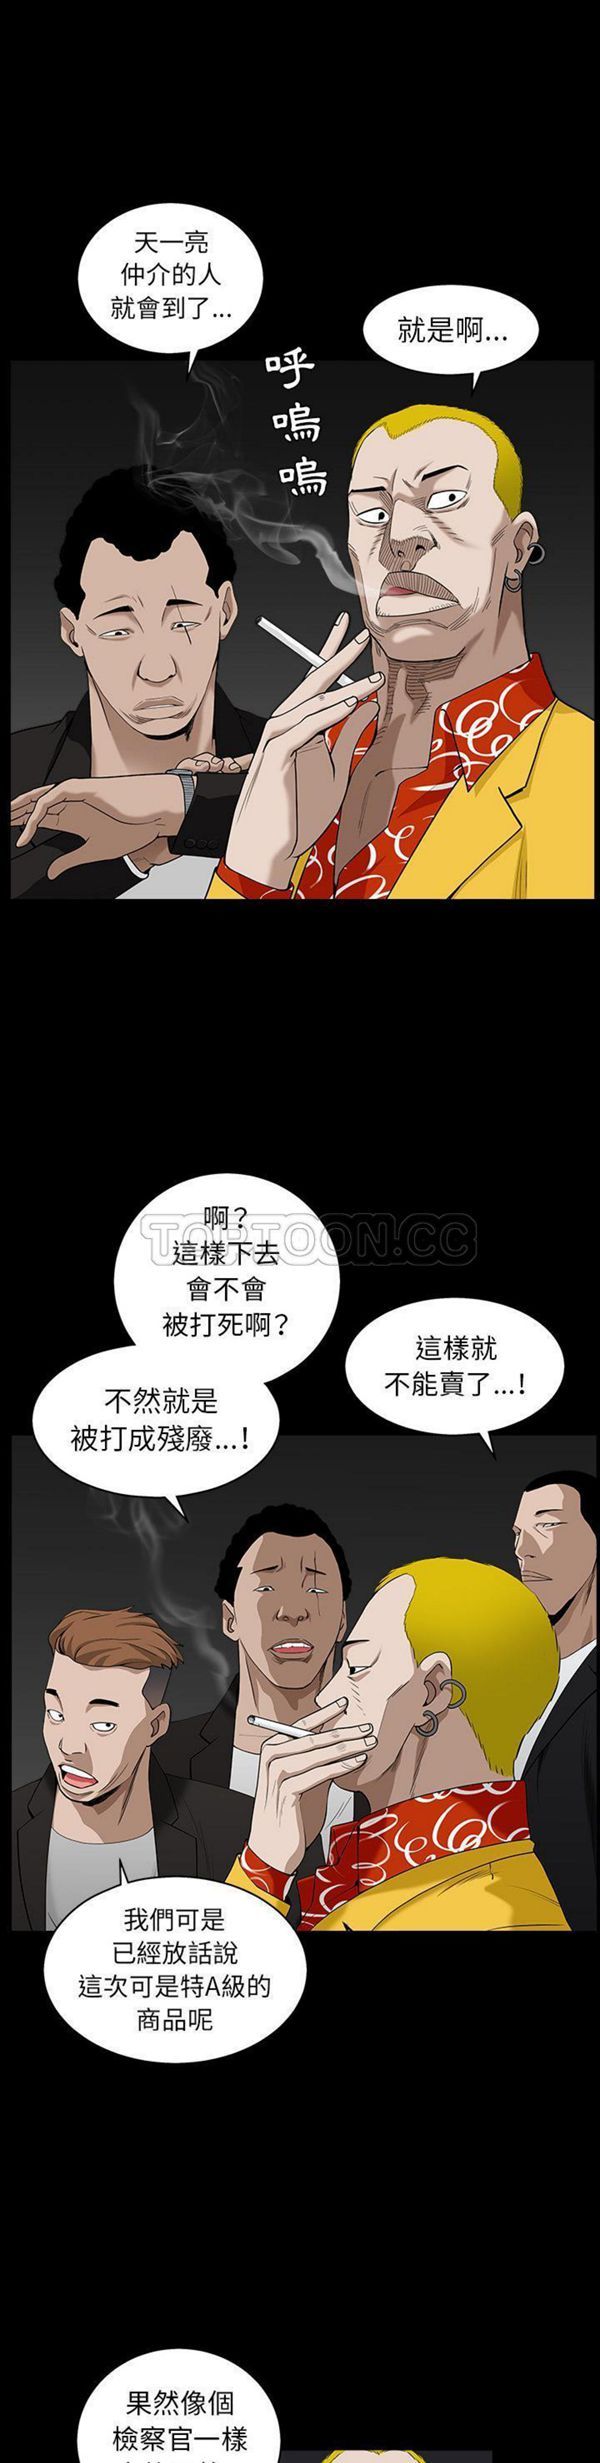 天一亮
仲介的人
就會到了...
就是啊...
呼
嗚
嗚
啊?
TOPTOON.CC
這樣下去
會不會
被打死啊?
不然就是
被打成殘廢...!
這樣就
不能賣了...!
我們可是
已經放話說
這次可是特A級的
商品呢
果然像個
檢察官一樣